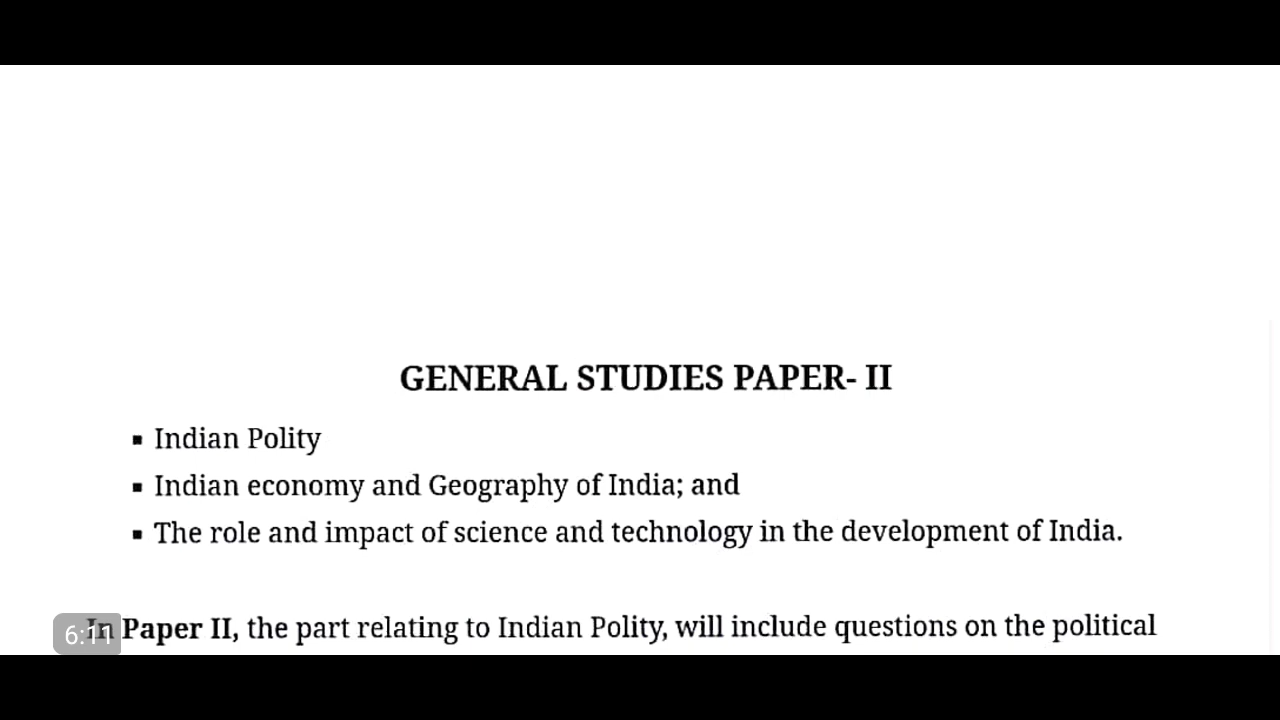 GENERAL STUDIES PAPER- II
▪ Indian Polity
▪ Indian economy and Geography of India; and
▪ The role and impact of science and technology in the development of India.
In Paper II, the part relating to Indian Polity, will include questions on the political
6:11